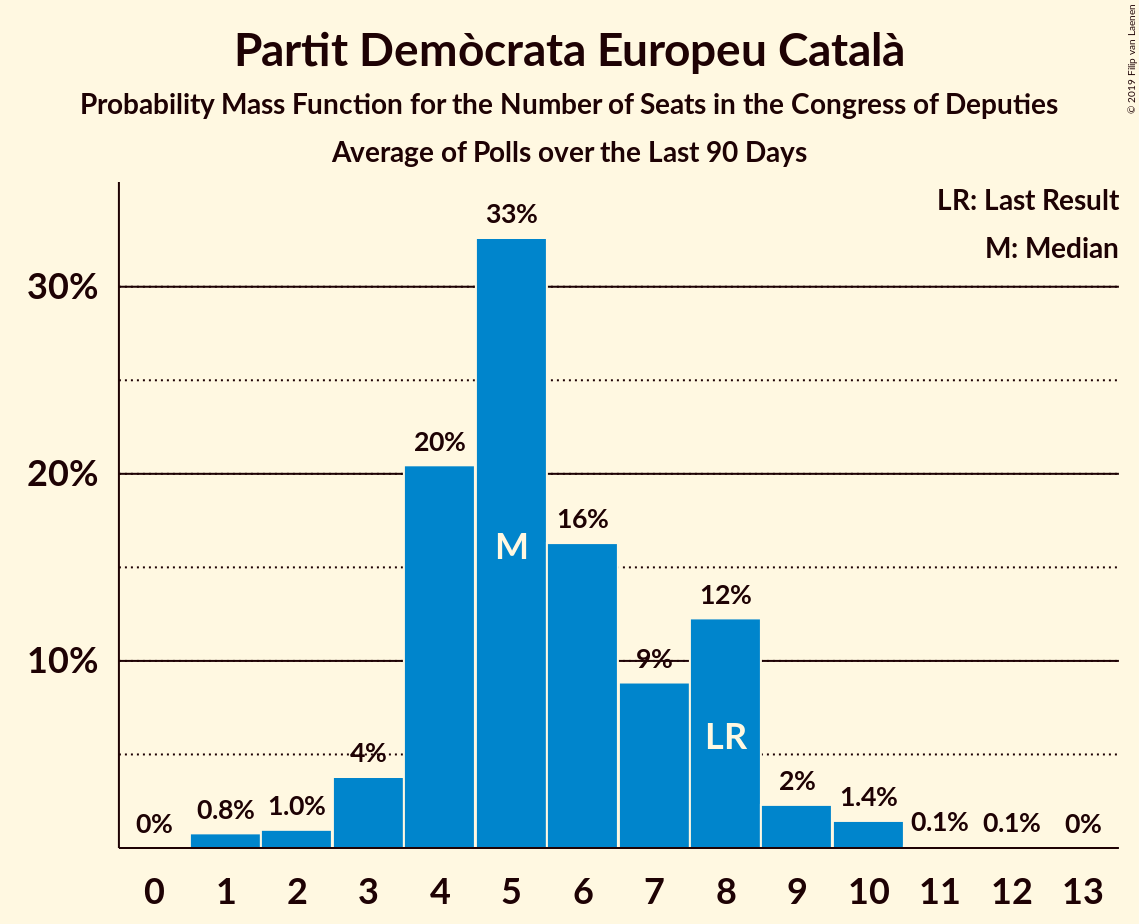 Partit Demòcrata Europeu Català
Probability Mass Function for the Number of Seats in the Congress of Deputies
Average of Polls over the Last 90 Days
© 2019 Filip van Laenen
LR: Last Result
M: Median
30%
20%
10%
0%
0.8%
1.0%
4%
20%
33%
16%
9%
12%
2%
1.4%
0.1%
0.1%
0%
M
LR
0 1 2 3 4 5 6 7 8 9 10 11 12 13